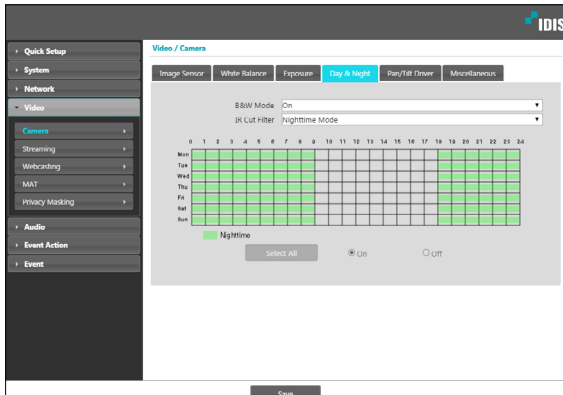 IDIS
Quick Setup
System
Network
Video
Camera
Streaming
Webcasting
MAT
Privacy Masking
Audio
Event Action
Event
Video / Camera
Image Sensor White Balance Exposure Day & Night Pan/Tilt Driver Miscellaneous
B&W Mode On
IR Cut Filter Nighttime Mode
0 1 2 3 4 5 6 7 8 9 10 11 12 13 14 15 16 17 18 19 20 21 22 23 24
Mon
Tue
Wed
Thu
Fri
Sat
Sun
Nighttime
Select All On Off
Save